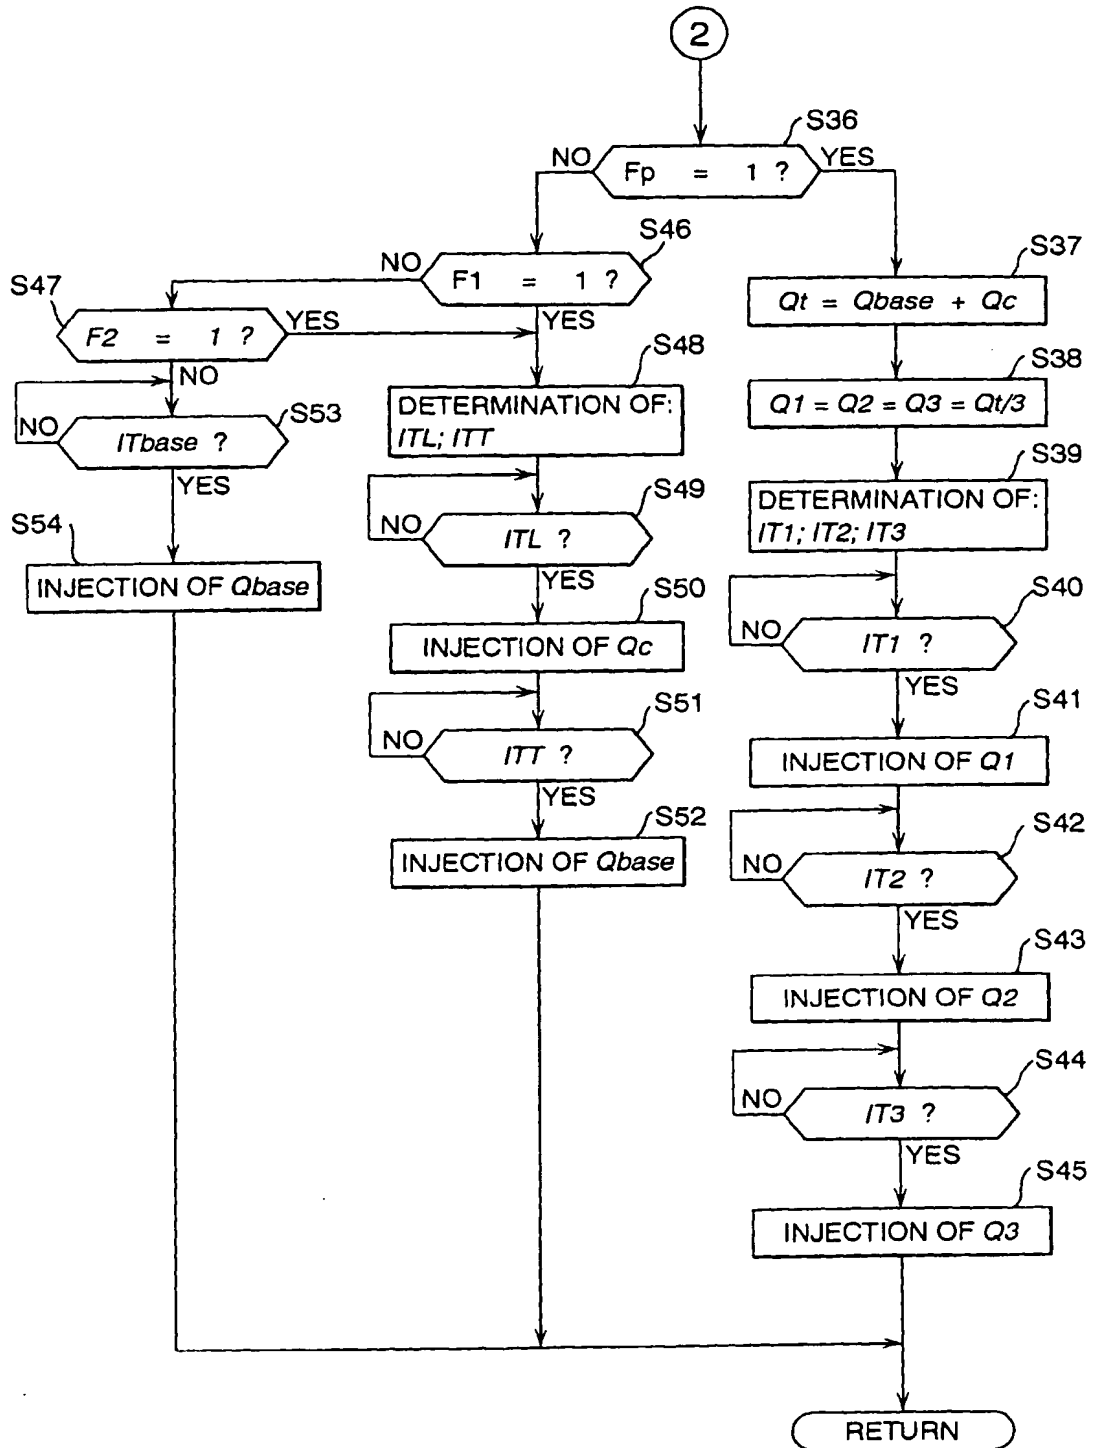 2
S36
NO
Fp = 1 ?
YES
S46
NO
F1 = 1 ?
YES
S37
Qt = Qbase + Qc
S47
F2 = 1 ?
YES
NO
S48
DETERMINATION OF:
ITL; ITT
S38
Q1 = Q2 = Q3 = Qt/3
S53
NO
ITbase ?
YES
S39
DETERMINATION OF:
IT1; IT2; IT3
S49
NO
ITL ?
YES
S54
INJECTION OF Qbase
S40
NO
IT1 ?
YES
S50
INJECTION OF Qc
S41
INJECTION OF Q1
S51
NO
ITT ?
YES
S52
INJECTION OF Qbase
S42
NO
IT2 ?
YES
S43
INJECTION OF Q2
S44
NO
IT3 ?
YES
S45
INJECTION OF Q3
RETURN